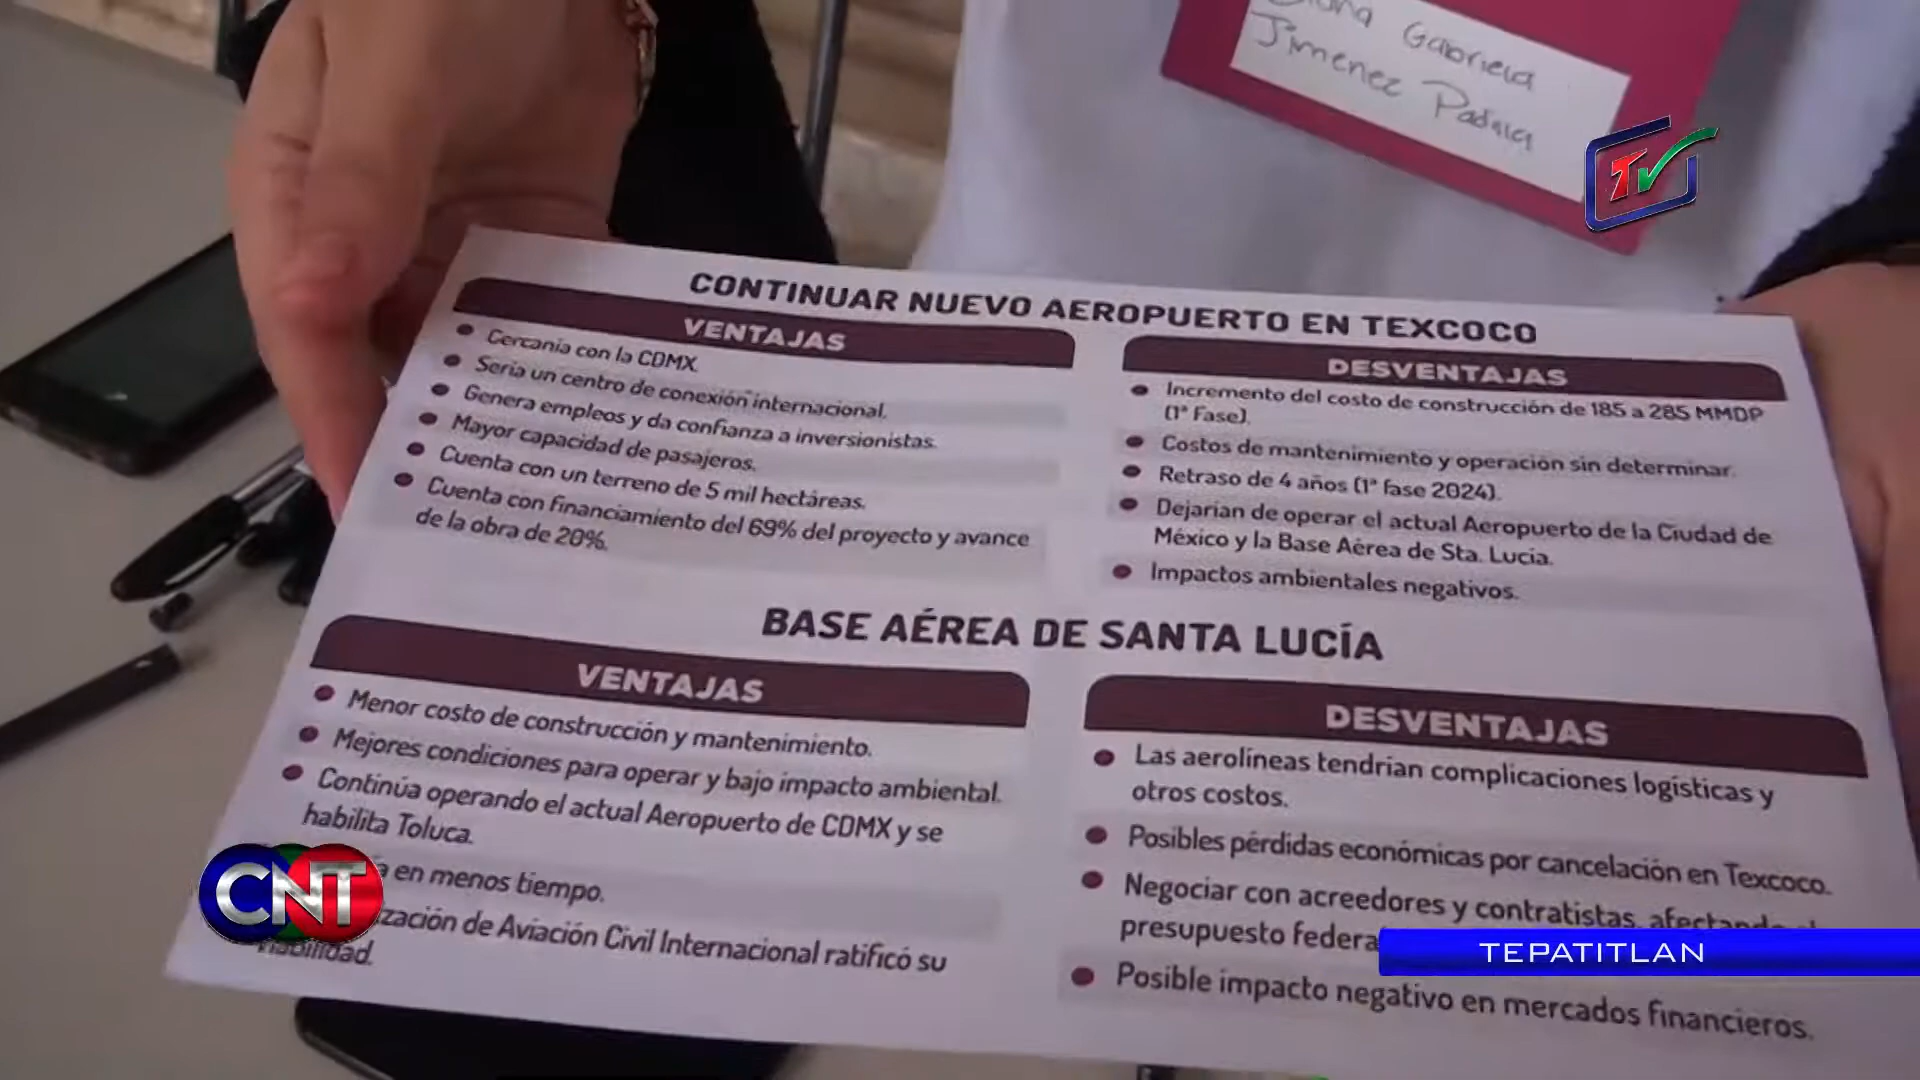 Gabriela
Jimenez Padilla
TV
CONTINUAR NUEVO AEROPUERTO EN TEXCOCO
VENTAJAS
Cercanía con la CDMX.
Sería un centro de conexión internacional.
Genera empleos y da confianza a inversionistas.
Mayor capacidad de pasajeros.
Cuenta con un terreno de 5 mil hectáreas.
Cuenta con financiamiento del 69% del proyecto y avance
de la obra de 20%.
DESVENTAJAS
Incremento del costo de construcción de 185 a 285 MMDP
(1ª Fase).
Costos de mantenimiento y operación sin determinar.
Retraso de 4 años (1ª fase 2024).
Dejarían de operar el actual Aeropuerto de la Ciudad de
México y la Base Aérea de Sta. Lucía.
Impactos ambientales negativos.
BASE AÉREA DE SANTA LUCÍA
VENTAJAS
Menor costo de construcción y mantenimiento.
Mejores condiciones para operar y bajo impacto ambiental.
Continúa operando el actual Aeropuerto de CDMX y se
habilita Toluca.
en menos tiempo.
zación de Aviación Civil Internacional ratificó su
viabilidad.
DESVENTAJAS
Las aerolíneas tendrían complicaciones logísticas y
otros costos.
Posibles pérdidas económicas por cancelación en Texcoco.
Negociar con acreedores y contratistas, afectando el
presupuesto federa
Posible impacto negativo en mercados financieros.
CNT
TEPATITLAN